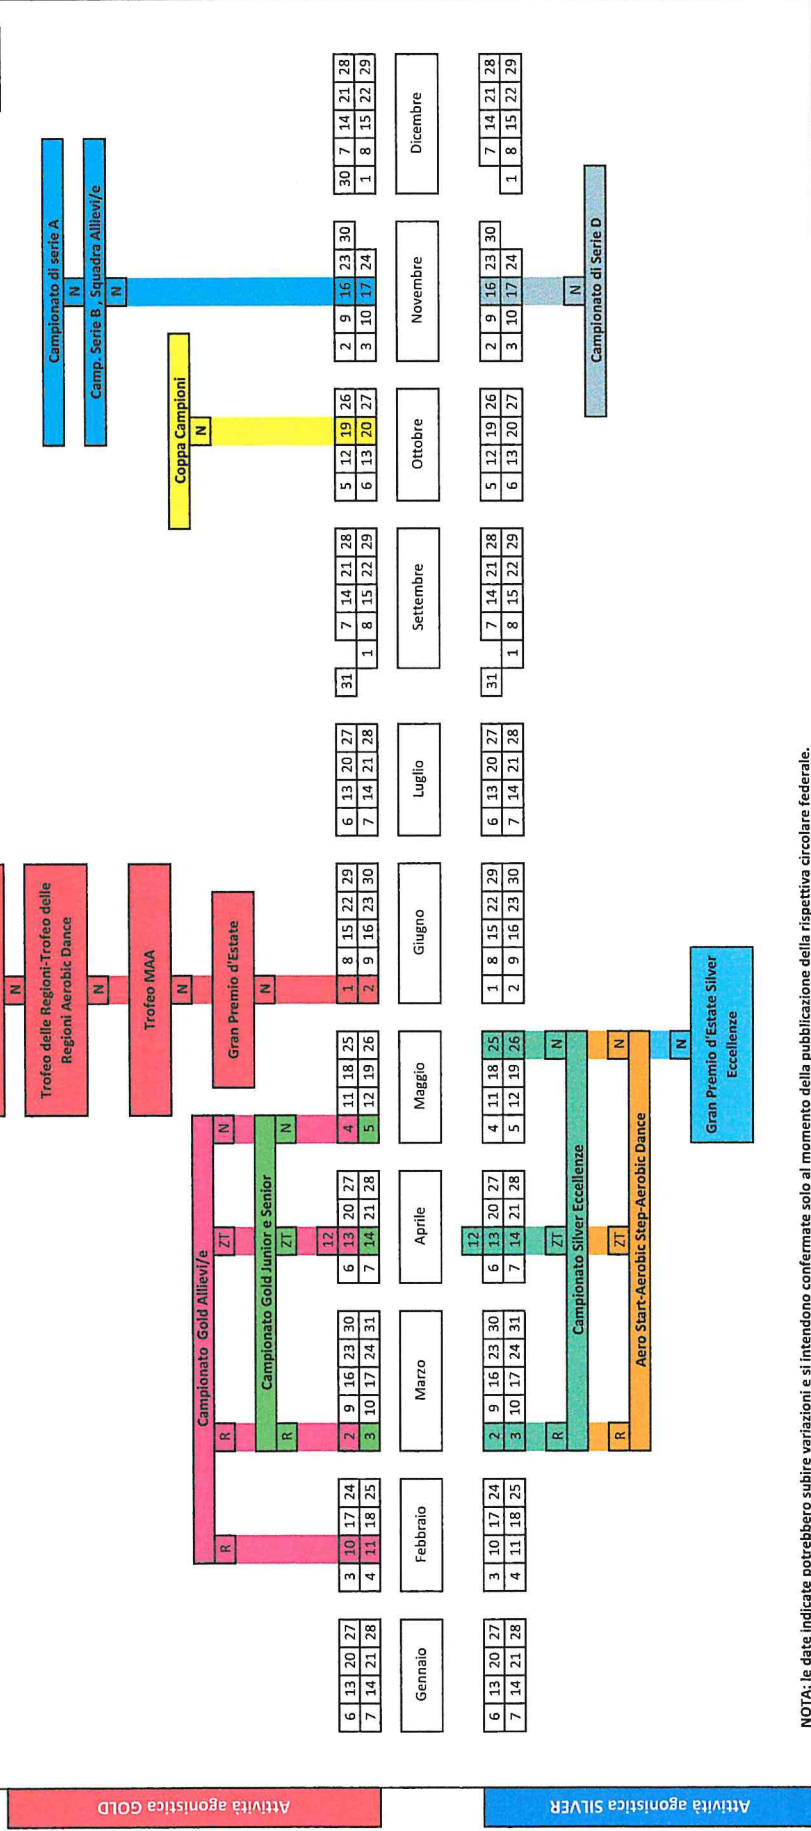 N
Trofeo delle Regioni-Trofeo delle
Regioni Aerobic Dance
Campionato di serie A
N
Camp. Serie B , Squadra Allievi/e
N
N
Trofeo MAA
Coppa Campioni
N
N
Campionato Gold Allievi/e
R R ZT N
Gran Premio d'Estate
N
Campionato Gold Junior e Senior
R ZT N
12
6 13 20 27
3 10 17 24
2 9 16 23 30
6 13 20 27
4 11 18 25
1 8 15 22 29
6 13 20 27
31 7 14 21 28
5 12 19 26
2 9 16 23 30
30 7 14 21 28
7 14 21 28
4 11 18 25
3 10 17 24 31
7 14 21 28
5 12 19 26
2 9 16 23 30
7 14 21 28
1 8 15 22 29
6 13 20 27
3 10 17 24
1 8 15 22 29
Gennaio
Febbraio
Marzo
Aprile
Maggio
Giugno
Luglio
Settembre
Ottobre
Novembre
Dicembre
12
6 13 20 27
3 10 17 24
2 9 16 23 30
6 13 20 27
4 11 18 25
1 8 15 22 29
6 13 20 27
31 7 14 21 28
5 12 19 26
2 9 16 23 30
7 14 21 28
7 14 21 28
4 11 18 25
3 10 17 24 31
7 14 21 28
5 12 19 26
2 9 16 23 30
7 14 21 28
1 8 15 22 29
6 13 20 27
3 10 17 24
1 8 15 22 29
R ZT N
Campionato Silver Eccellenze
N
Campionato di Serie D
R ZT N
Aero Start-Aerobic Step-Aerobic Dance
N
Gran Premio d'Estate Silver
Eccellenze
NOTA: le date indicate potrebbero subire variazioni e si intendono confermate solo al momento della pubblicazione della rispettiva circolare federale.
Attività agonistica GOLD
Attività agonistica SILVER